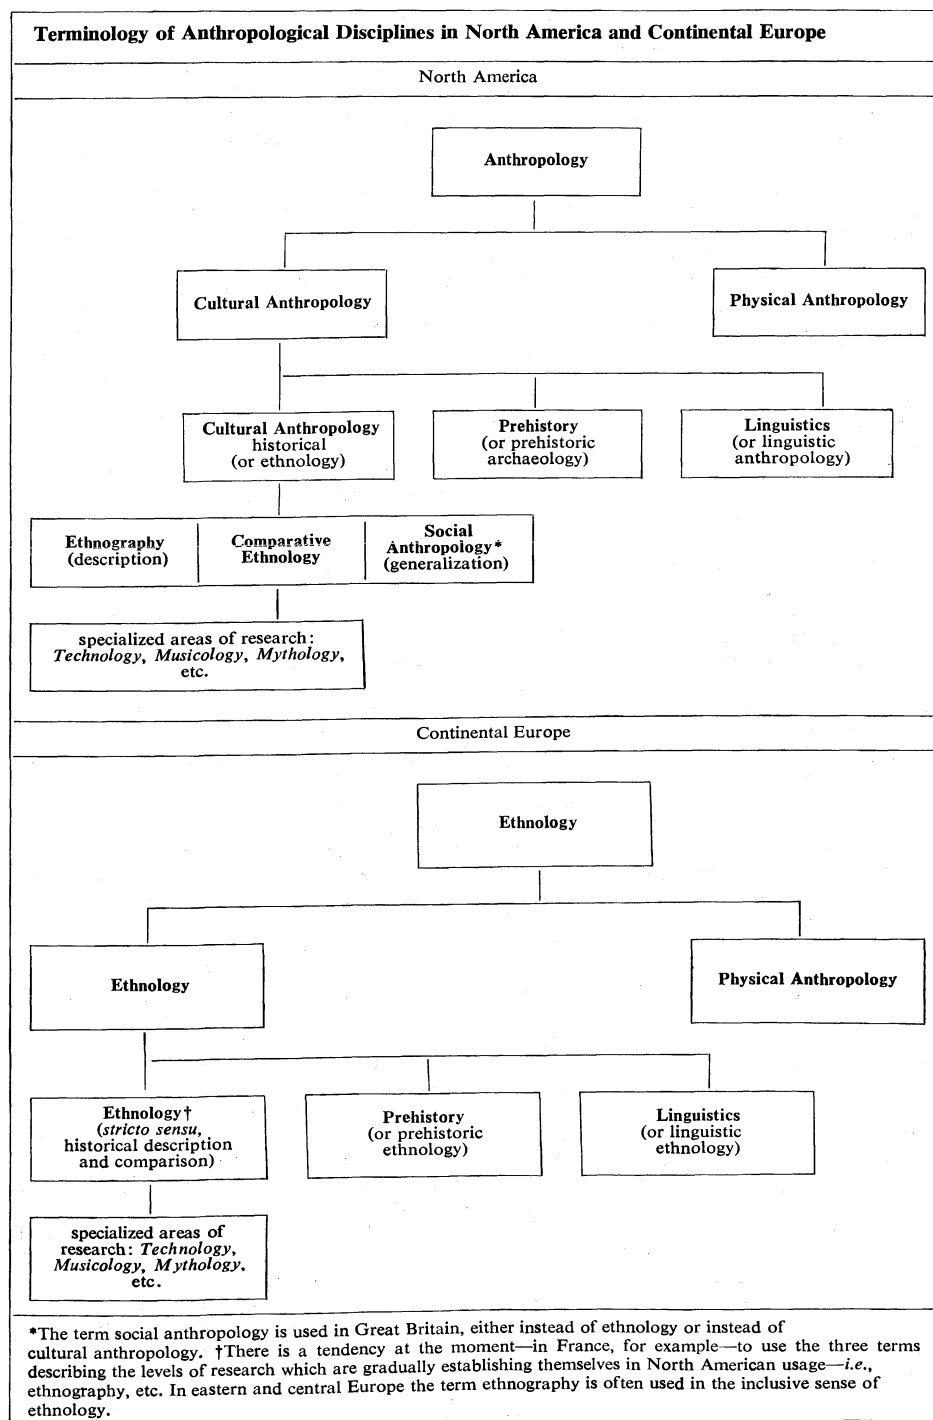 Terminology of Anthropological Disciplines in North America and Continental Europe
North America
Anthropology
Cultural Anthropology
Physical Anthropology
Cultural Anthropology
historical
(or ethnology)
Prehistory
(or prehistoric
archaeology)
Linguistics
(or linguistic
anthropology)
Ethnography
(description)
Comparative
Ethnology
Social
Anthropology*
(generalization)
specialized areas of research:
Technology, Musicology, Mythology,
etc.
Continental Europe
Ethnology
Ethnology
Physical Anthropology
Ethnology†
(stricto sensu,
historical description
and comparison)
Prehistory
(or prehistoric
ethnology)
Linguistics
(or linguistic
ethnology)
specialized areas of
research: Technology,
Musicology, Mythology,
etc.
*The term social anthropology is used in Great Britain, either instead of ethnology or instead of
cultural anthropology. †There is a tendency at the moment—in France, for example—to use the three terms
describing the levels of research which are gradually establishing themselves in North American usage—i.e.,
ethnography, etc. In eastern and central Europe the term ethnography is often used in the inclusive sense of
ethnology.